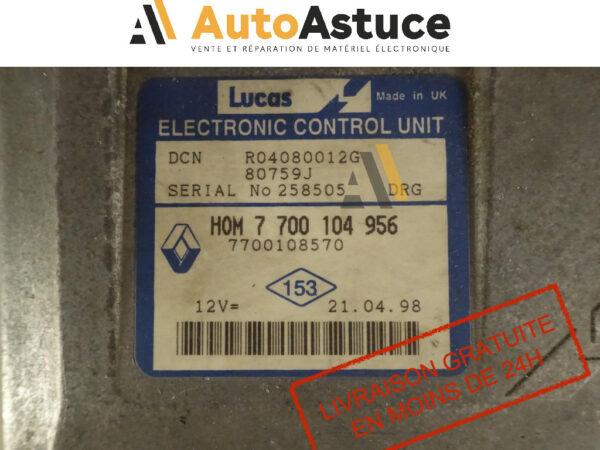 AutoAstuce
VENTE ET RÉPARATION DE MATÉRIEL ÉLECTRONIQUE
Lucas
Made in UK
ELECTRONIC CONTROL UNIT
DCN R04080012G
80759J
SERIAL No 258505 DRG
HOM 7 700 104 956
7700108570
153
12V= 21.04.98
LIVRAISON GRATUITE
EN MOINS DE 24H